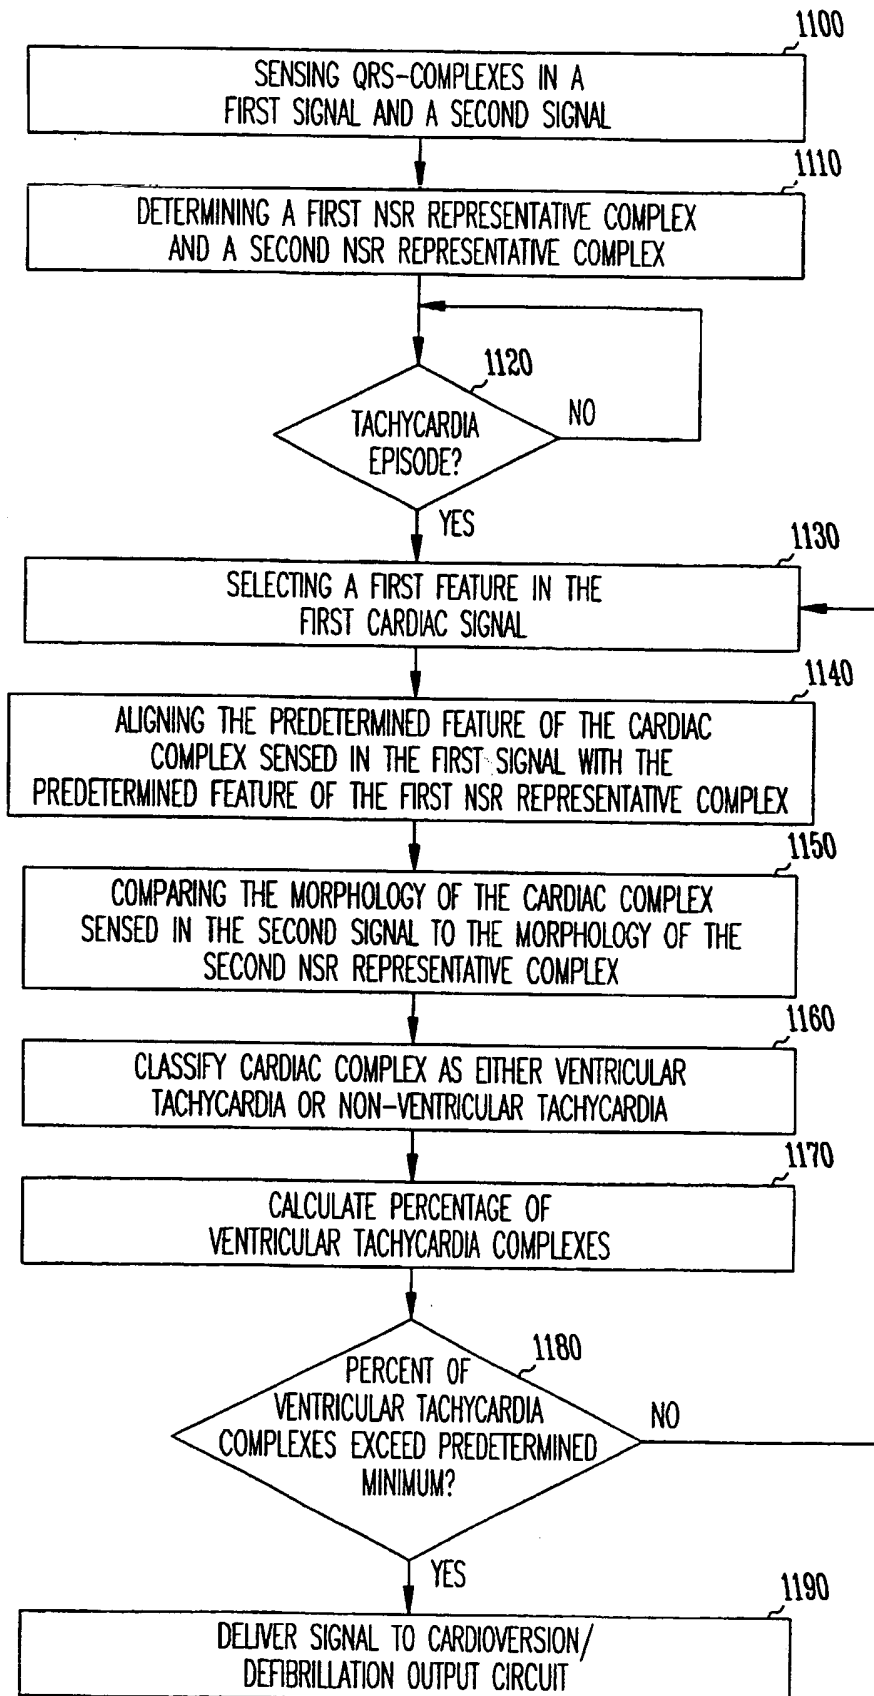 1100
SENSING QRS-COMPLEXES IN A
FIRST SIGNAL AND A SECOND SIGNAL
1110
DETERMINING A FIRST NSR REPRESENTATIVE COMPLEX
AND A SECOND NSR REPRESENTATIVE COMPLEX
1120
TACHYCARDIA
EPISODE?
NO
YES
1130
SELECTING A FIRST FEATURE IN THE
FIRST CARDIAC SIGNAL
1140
ALIGNING THE PREDETERMINED FEATURE OF THE CARDIAC
COMPLEX SENSED IN THE FIRST SIGNAL WITH THE
PREDETERMINED FEATURE OF THE FIRST NSR REPRESENTATIVE COMPLEX
1150
COMPARING THE MORPHOLOGY OF THE CARDIAC COMPLEX
SENSED IN THE SECOND SIGNAL TO THE MORPHOLOGY OF THE
SECOND NSR REPRESENTATIVE COMPLEX
1160
CLASSIFY CARDIAC COMPLEX AS EITHER VENTRICULAR
TACHYCARDIA OR NON-VENTRICULAR TACHYCARDIA
1170
CALCULATE PERCENTAGE OF
VENTRICULAR TACHYCARDIA COMPLEXES
1180
PERCENT OF
VENTRICULAR TACHYCARDIA
COMPLEXES EXCEED PREDETERMINED
MINIMUM?
NO
YES
1190
DELIVER SIGNAL TO CARDIOVERSION/
DEFIBRILLATION OUTPUT CIRCUIT